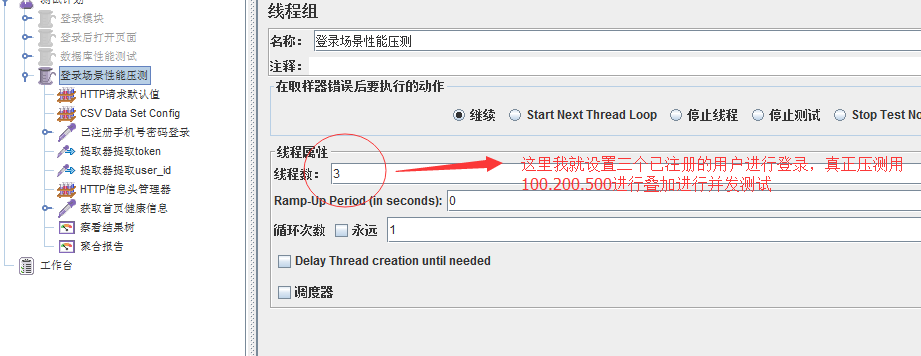 测试计划
登录模块
登录后打开页面
数据库性能测试
登录场景性能压测
HTTP请求默认值
CSV Data Set Config
已注册手机号密码登录
提取器提取token
提取器提取user_id
HTTP信息头管理器
获取首页健康信息
察看结果树
聚合报告
工作台
线程组
名称: 登录场景性能压测
注释:
在取样器错误后要执行的动作
继续 Start Next Thread Loop 停止线程 停止测试 Stop Test No
线程属性
线程数: 3
这里我就设置三个已注册的用户进行登录，真正压测用
100.200.500进行叠加进行并发测试
Ramp-Up Period (in seconds): 0
循环次数 永远 1
Delay Thread creation until needed
调度器